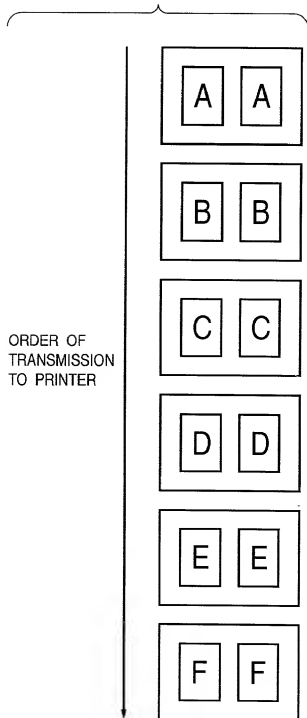 A A
B B
C C
ORDER OF
TRANSMISSION
TO PRINTER
D D
E E
F F